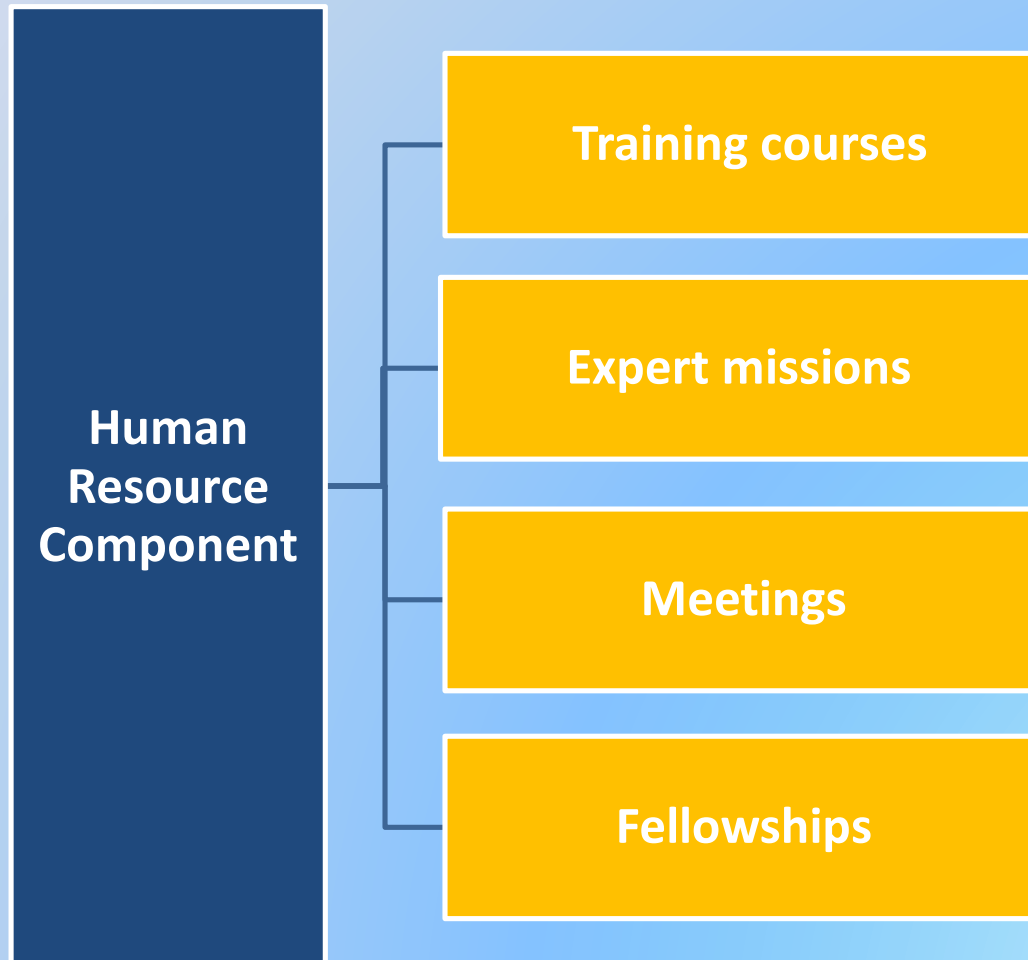 Human
Resource
Component
Training courses
Expert missions
Meetings
Fellowships